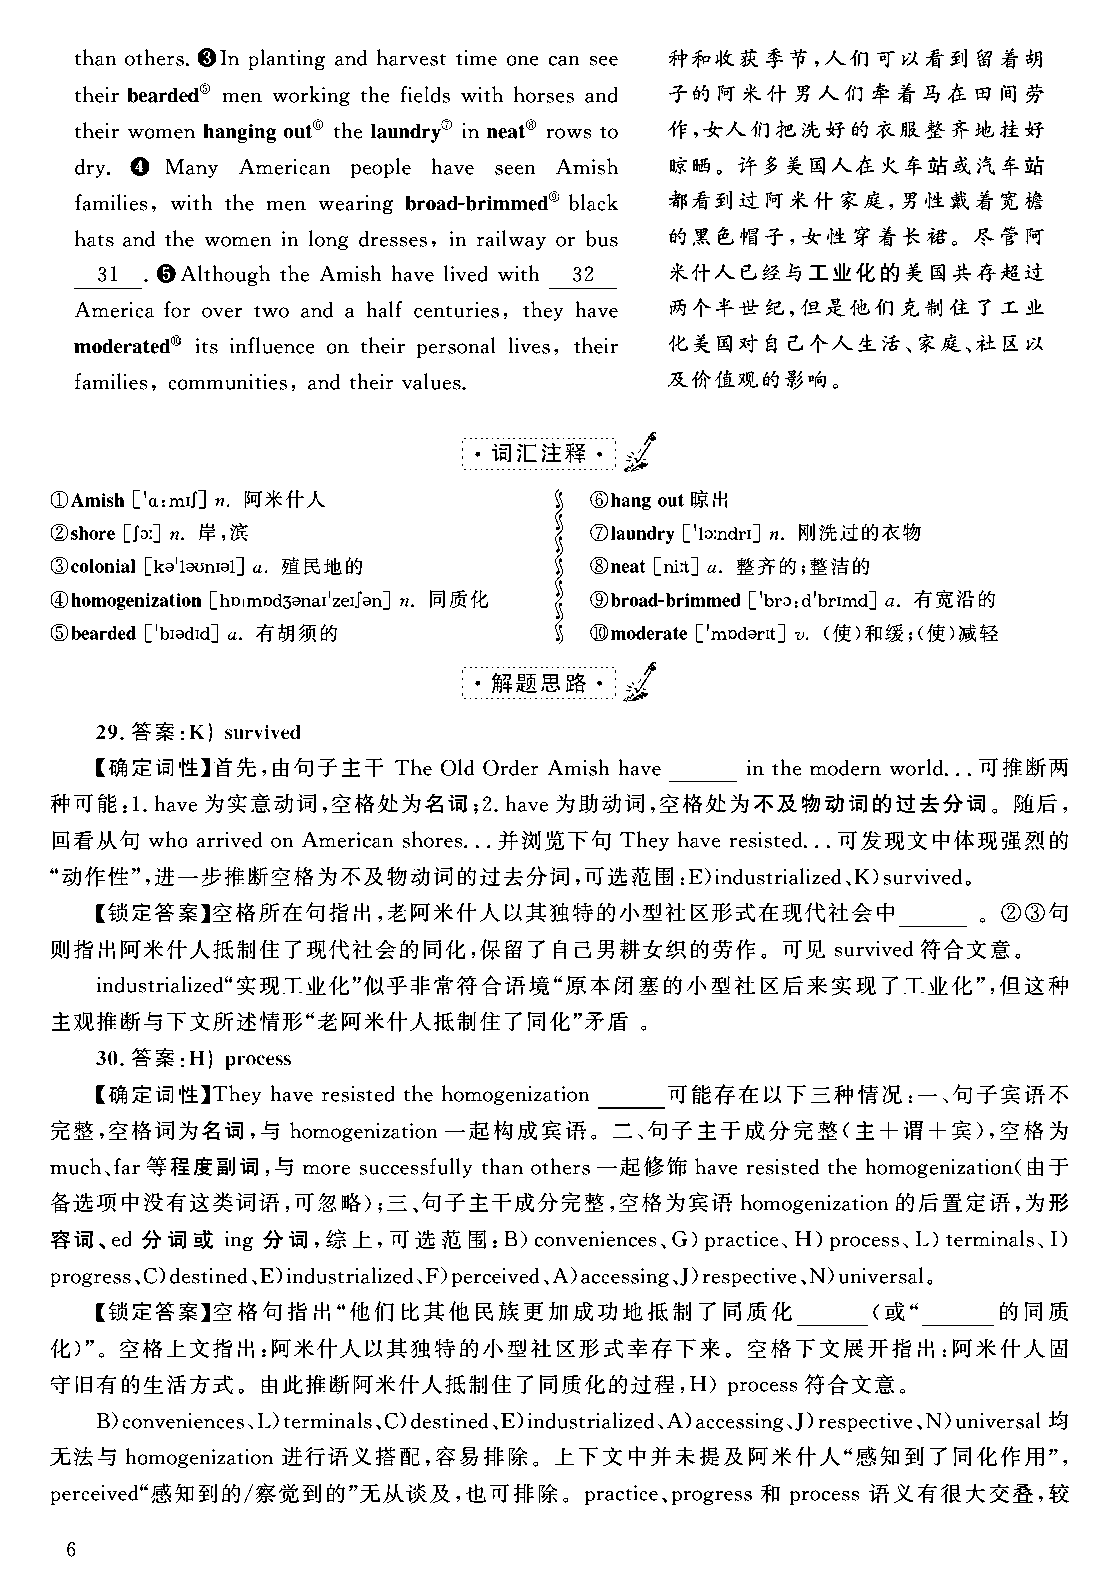 than others. ❸In planting and harvest time one can see
their bearded⑤ men working the fields with horses and
their women hanging out⑥ the laundry⑦ in neat⑧ rows to
dry. ❹ Many American people have seen Amish
families, with the men wearing broad-brimmed⑨ black
hats and the women in long dresses, in railway or bus
31 . ❺Although the Amish have lived with 32
America for over two and a half centuries, they have
moderated⑩ its influence on their personal lives, their
families, communities, and their values.
种和收获季节,人们可以看到留着胡
子的阿米什男人们牵着马在田间劳
作,女人们把洗好的衣服整齐地挂好
晾晒。许多美国人在火车站或汽车站
都看到过阿米什家庭,男性戴着宽檐
的黑色帽子,女性穿着长裙。尽管阿
米什人已经与工业化的美国共存超过
两个半世纪,但是他们克制住了工业
化美国对自己个人生活、家庭、社区以
及价值观的影响。
·词汇注释·
①Amish [ˈɑːmɪʃ] n. 阿米什人
②shore [ʃɔː] n. 岸,滨
③colonial [kəˈləʊnɪəl] a. 殖民地的
④homogenization [hɒˌmɒdʒənaɪˈzeɪʃən] n. 同质化
⑤bearded [ˈbɪədɪd] a. 有胡须的
⑥hang out 晾出
⑦laundry [ˈlɔːndrɪ] n. 刚洗过的衣物
⑧neat [niːt] a. 整齐的;整洁的
⑨broad-brimmed [ˈbrɔːdˈbrɪmd] a. 有宽沿的
⑩moderate [ˈmɒdərɪt] v. (使)和缓;(使)减轻
·解题思路·
29. 答案:K) survived
【确定词性】首先,由句子主干 The Old Order Amish have ______ in the modern world...可推断两
种可能:1. have 为实意动词,空格处为名词;2. have 为助动词,空格处为不及物动词的过去分词。随后,
回看从句 who arrived on American shores...并浏览下句 They have resisted...可发现文中体现强烈的
“动作性”,进一步推断空格为不及物动词的过去分词,可选范围:E)industrialized、K)survived。
【锁定答案】空格所在句指出,老阿米什人以其独特的小型社区形式在现代社会中______。②③句
则指出阿米什人抵制住了现代社会的同化,保留了自己男耕女织的劳作。可见 survived 符合文意。
industrialized“实现工业化”似乎非常符合语境“原本闭塞的小型社区后来实现了工业化”,但这种
主观推断与下文所述情形“老阿米什人抵制住了同化”矛盾 。
30. 答案:H) process
【确定词性】They have resisted the homogenization ______可能存在以下三种情况:一、句子宾语不
完整,空格词为名词,与 homogenization 一起构成宾语。二、句子主干成分完整(主+谓+宾),空格为
much、far 等程度副词,与 more successfully than others 一起修饰 have resisted the homogenization(由于
备选项中没有这类词语,可忽略);三、句子主干成分完整,空格为宾语 homogenization 的后置定语,为形
容词、ed 分词或 ing 分词,综上,可选范围:B) conveniences、G) practice、H) process、L) terminals、I)
progress、C)destined、E)industrialized、F)perceived、A)accessing、J)respective、N)universal。
【锁定答案】空格句指出“他们比其他民族更加成功地抵制了同质化______(或“______的同质
化)”。空格上文指出:阿米什人以其独特的小型社区形式幸存下来。空格下文展开指出:阿米什人固
守旧有的生活方式。由此推断阿米什人抵制住了同质化的过程,H) process 符合文意。
B)conveniences、L)terminals、C)destined、E)industrialized、A)accessing、J)respective、N)universal 均
无法与 homogenization 进行语义搭配,容易排除。上下文中并未提及阿米什人“感知到了同化作用”,
perceived“感知到的/察觉到的”无从谈及,也可排除。practice、progress 和 process 语义有很大交叠,较
6